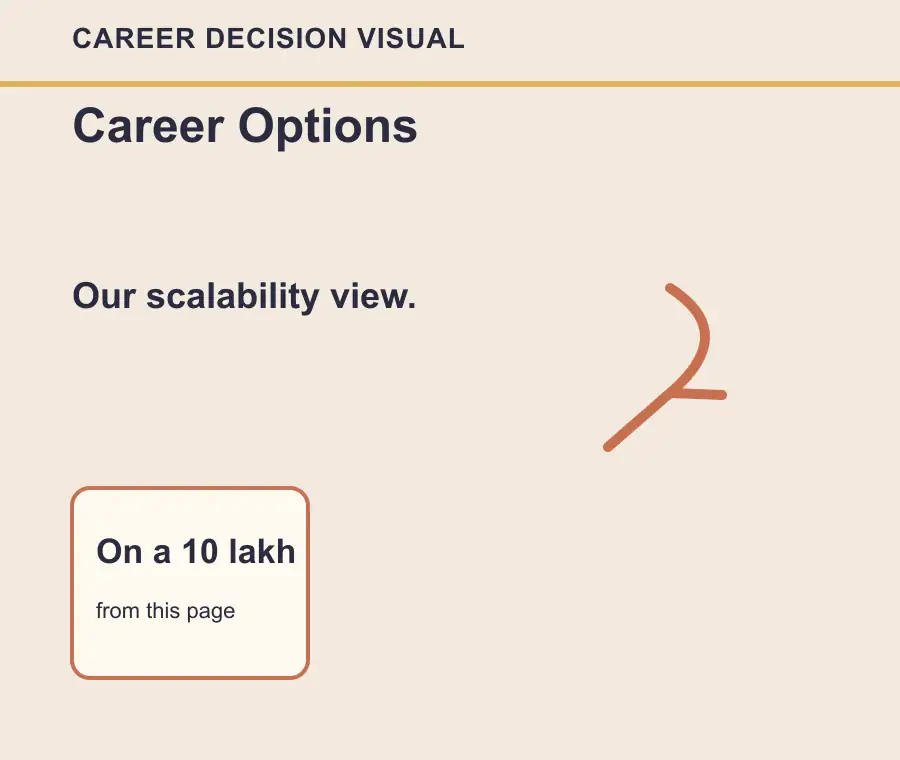 CAREER DECISION VISUAL
Career Options
Our scalability view.
On a 10 lakh
from this page